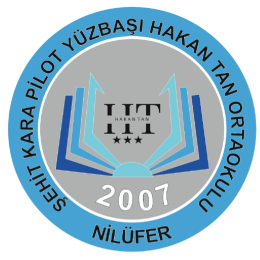 ŞEHİT KARA PİLOT YÜZBAŞI HAKAN TAN ORTAOKULU
HT
HAKAN TAN
2007
NİLÜFER